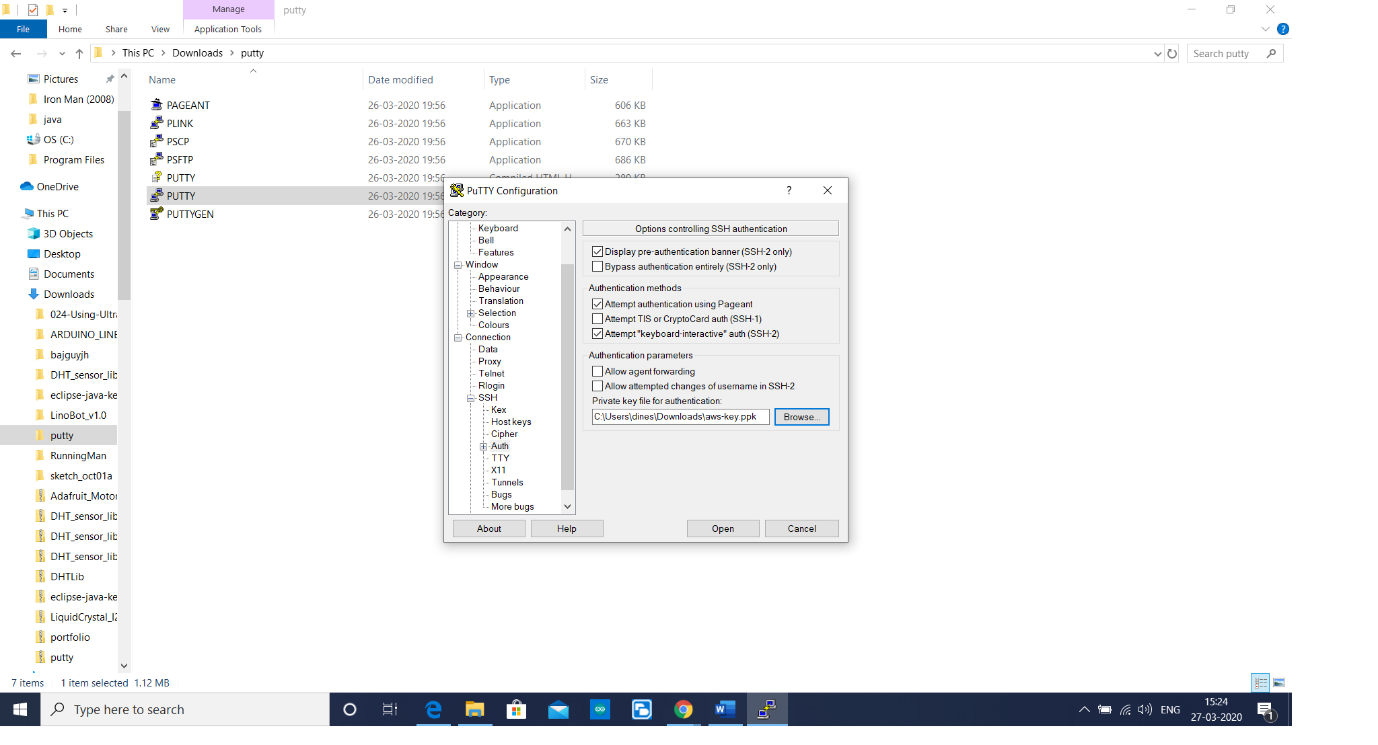 Manage
putty
File
Home
Share
View
Application Tools
This PC
Downloads
putty
Search putty
Name
Date modified
Type
Size
Pictures
Iron Man (2008)
java
OS (C:)
Program Files
OneDrive
This PC
3D Objects
Desktop
Documents
Downloads
024-Using-Ultra
ARDUINO_LINE
bajguyjh
DHT_sensor_lib
eclipse-java-ke
LinoBot_v1.0
putty
RunningMan
sketch_oct01a
Adafruit_Motor
DHT_sensor_lib
DHT_sensor_lib
DHT_sensor_lib
DHTLib
eclipse-java-ke
LiquidCrystal_I2
portfolio
putty
PAGEANT 26-03-2020 19:56 Application 606 KB
PLINK 26-03-2020 19:56 Application 663 KB
PSCP 26-03-2020 19:56 Application 670 KB
PSFTP 26-03-2020 19:56 Application 686 KB
PUTTY 26-03-2020 19:56 Compiled HTML H
PUTTY 26-03-2020 19:56
PUTTYGEN 26-03-2020 19:56
PuTTY Configuration
?
Category:
Keyboard
Bell
Features
Window
Appearance
Behaviour
Translation
Selection
Colours
Connection
Data
Proxy
Telnet
Rlogin
SSH
Kex
Host keys
Cipher
Auth
TTY
X11
Tunnels
Bugs
More bugs
Options controlling SSH authentication
Display pre-authentication banner (SSH-2 only)
Bypass authentication entirely (SSH-2 only)
Authentication methods
Attempt authentication using Pageant
Attempt TIS or CryptoCard auth (SSH-1)
Attempt "keyboard-interactive" auth (SSH-2)
Authentication parameters
Allow agent forwarding
Allow attempted changes of username in SSH-2
Private key file for authentication:
C:\Users\dines\Downloads\aws-key.ppk
Browse...
About
Help
Open
Cancel
7 items
1 item selected 1.12 MB
Type here to search
ENG
15:24
27-03-2020
1